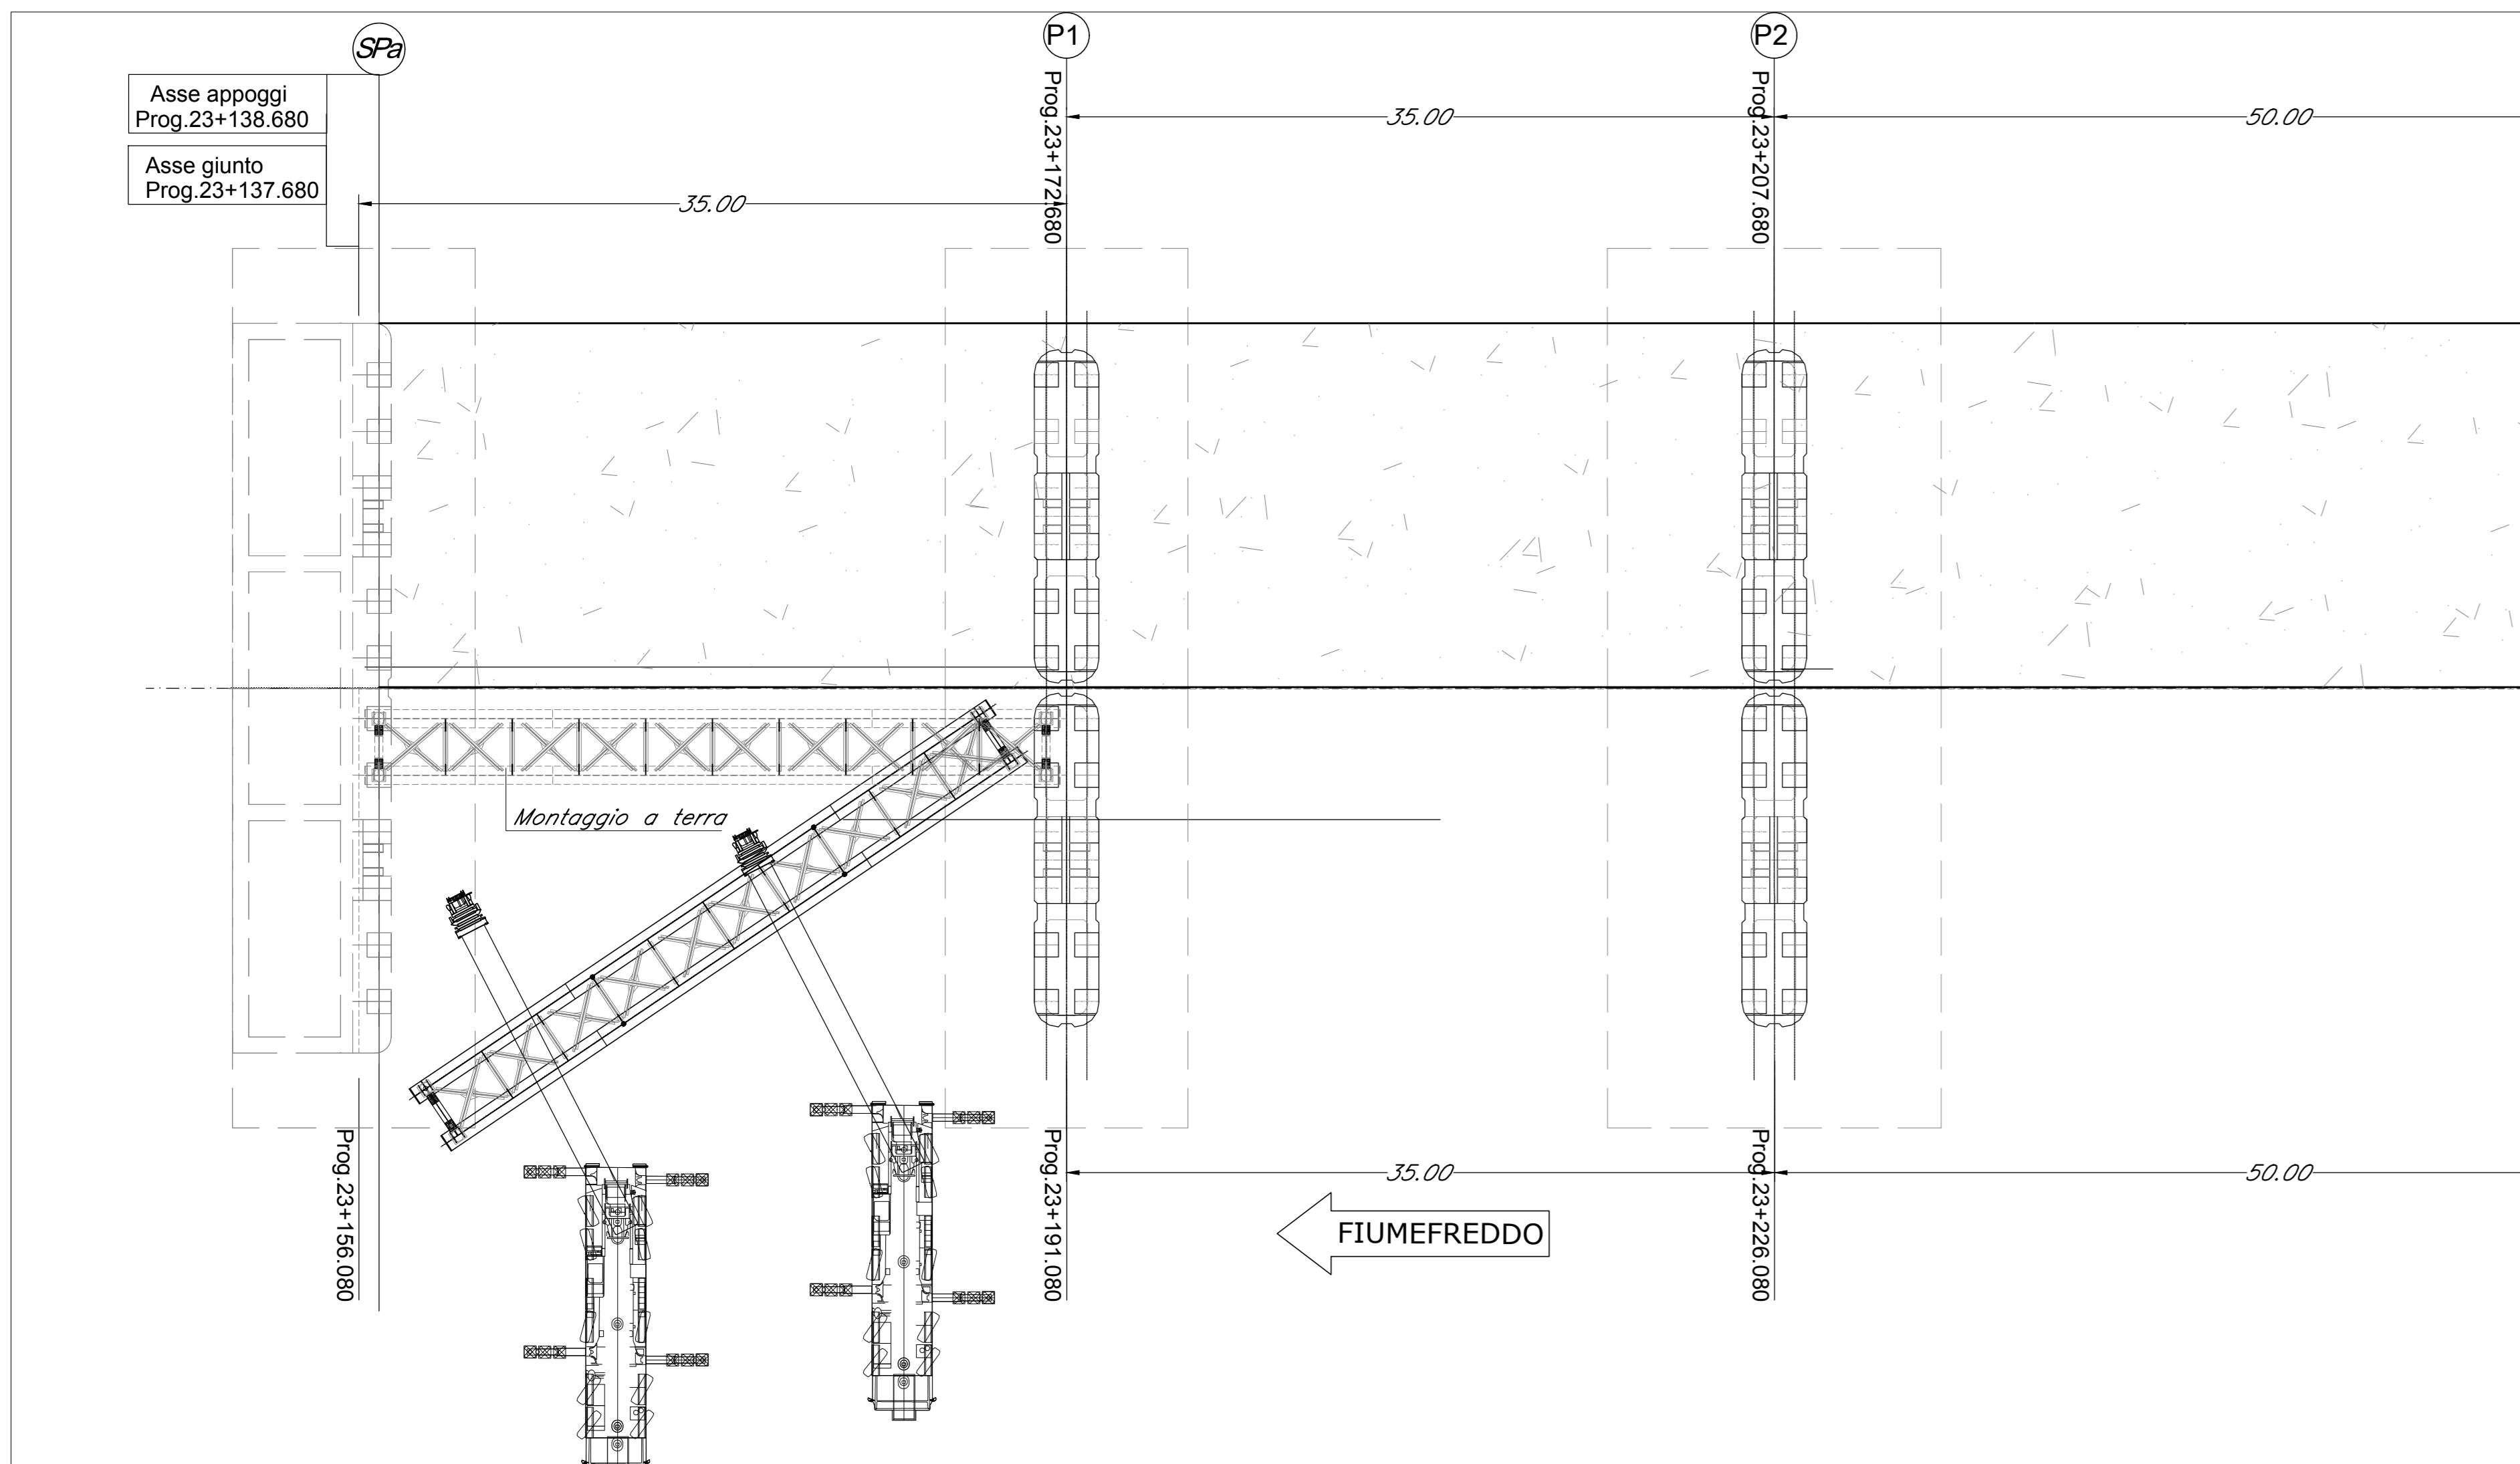 SPa
P1
P2
Asse appoggi
Prog.23+138.680
Asse giunto
Prog.23+137.680
Prog.23+172.680
Prog.23+207.680
35.00
50.00
35.00
Montaggio a terra
Prog.23+156.080
Prog.23+191.080
Prog.23+226.080
35.00
50.00
FIUMEFREDDO